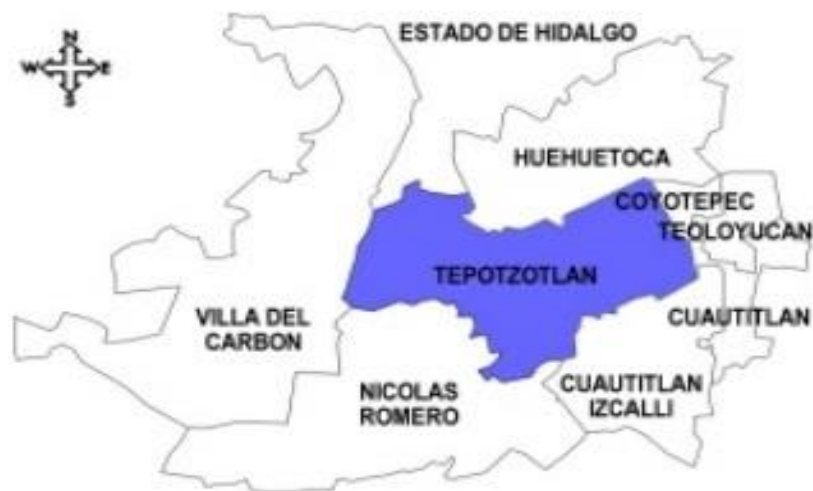 ESTADO DE HIDALGO
N
W E
S
HUEHUETOCA
COYOTEPEC
TEOLOYUCAN
TEPOTZOTLAN
VILLA DEL
CARBON
CUAUTITLAN
NICOLAS
ROMERO
CUAUTITLAN
IZCALLI